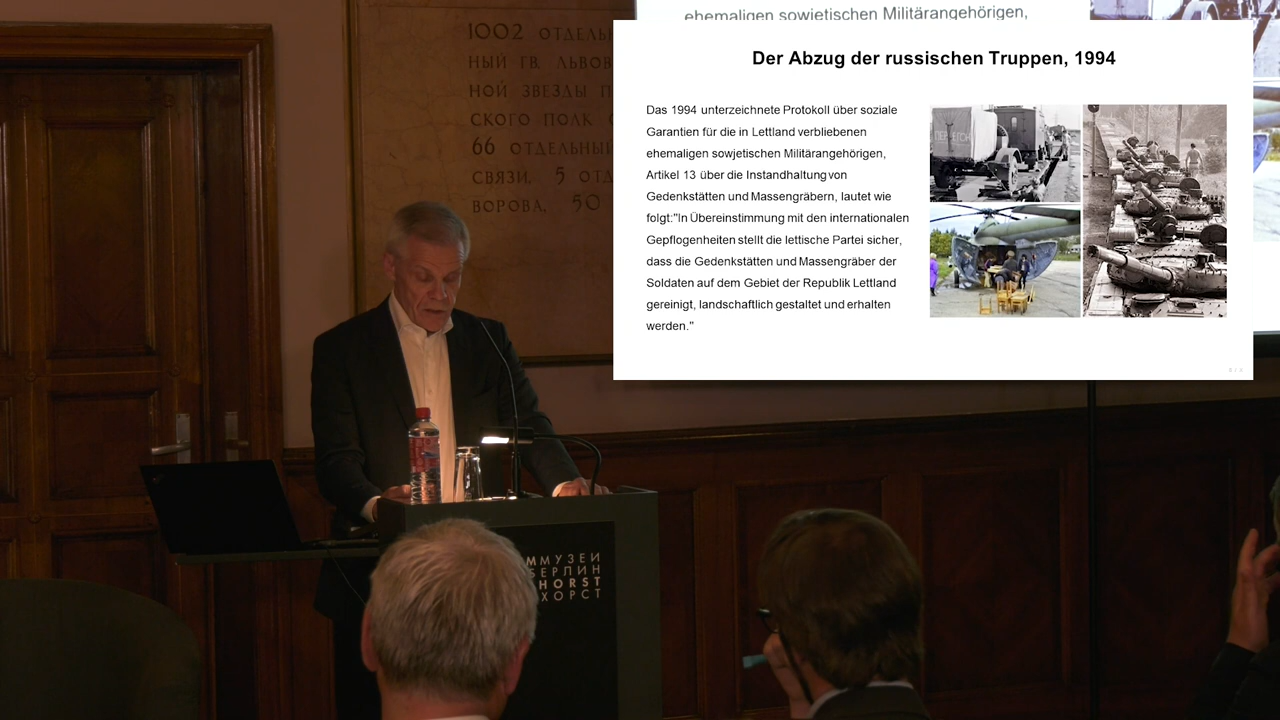 1002 ОТДЕЛЬ
НЫЙ ГВ. ЛЬВОВ
НОЙ ЗВЕЗДЫ П
СКОГО ПОЛК
66 ОТДЕЛЬНЫ
СВЯЗИ, 5 ОТД
ВОРОВА, 50
ehemaligen sowjetischen Militärangehörigen,
Der Abzug der russischen Truppen, 1994
Das 1994 unterzeichnete Protokoll über soziale
Garantien für die in Lettland verbliebenen
ehemaligen sowjetischen Militärangehörigen,
Artikel 13 über die Instandhaltung von
Gedenkstätten und Massengräbern, lautet wie
folgt:"In Übereinstimmung mit den internationalen
Gepflogenheiten stellt die lettische Partei sicher,
dass die Gedenkstätten und Massengräber der
Soldaten auf dem Gebiet der Republik Lettland
gereinigt, landschaftlich gestaltet und erhalten
werden."
М МУЗЕЙ
БЕРЛИН
HORST
ХОРСТ